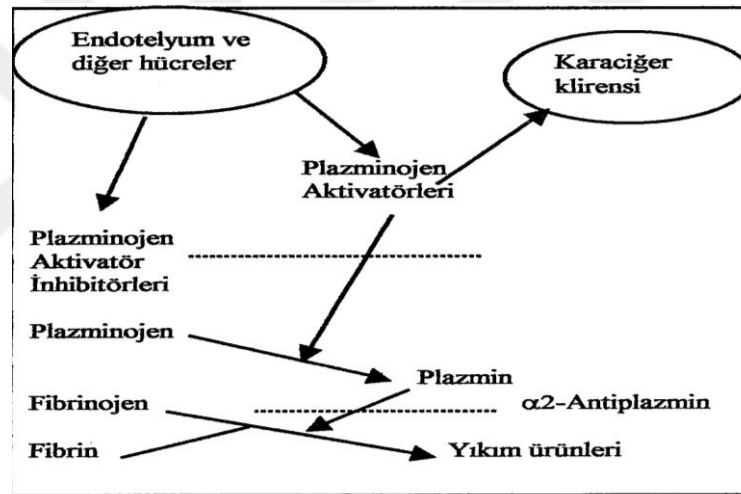 Endotelyum ve
diğer hücreler
Karaciğer
klirensi
Plazminojen
Aktivatörleri
Plazminojen
Aktivatör
İnhibitörleri
Plazminojen
Plazmin
Fibrinojen
α2-Antiplazmin
Fibrin
Yıkım ürünleri